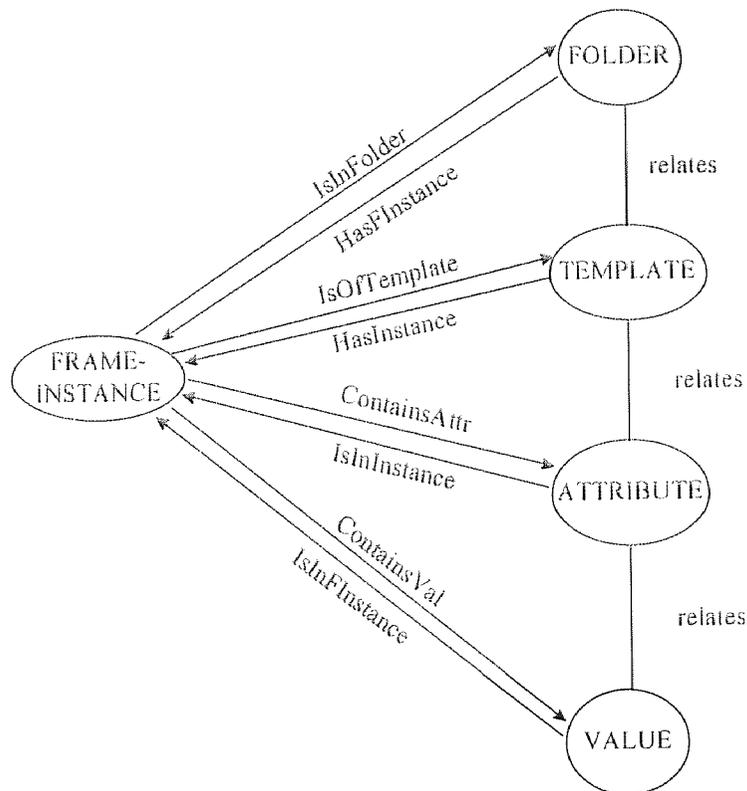 FOLDER
relates
IsInFolder
HasFInstance
IsOfTemplate
TEMPLATE
HasInstance
FRAME-
INSTANCE
relates
ContainsAttr
IsInInstance
ATTRIBUTE
ContainsVal
IsInFInstance
relates
VALUE